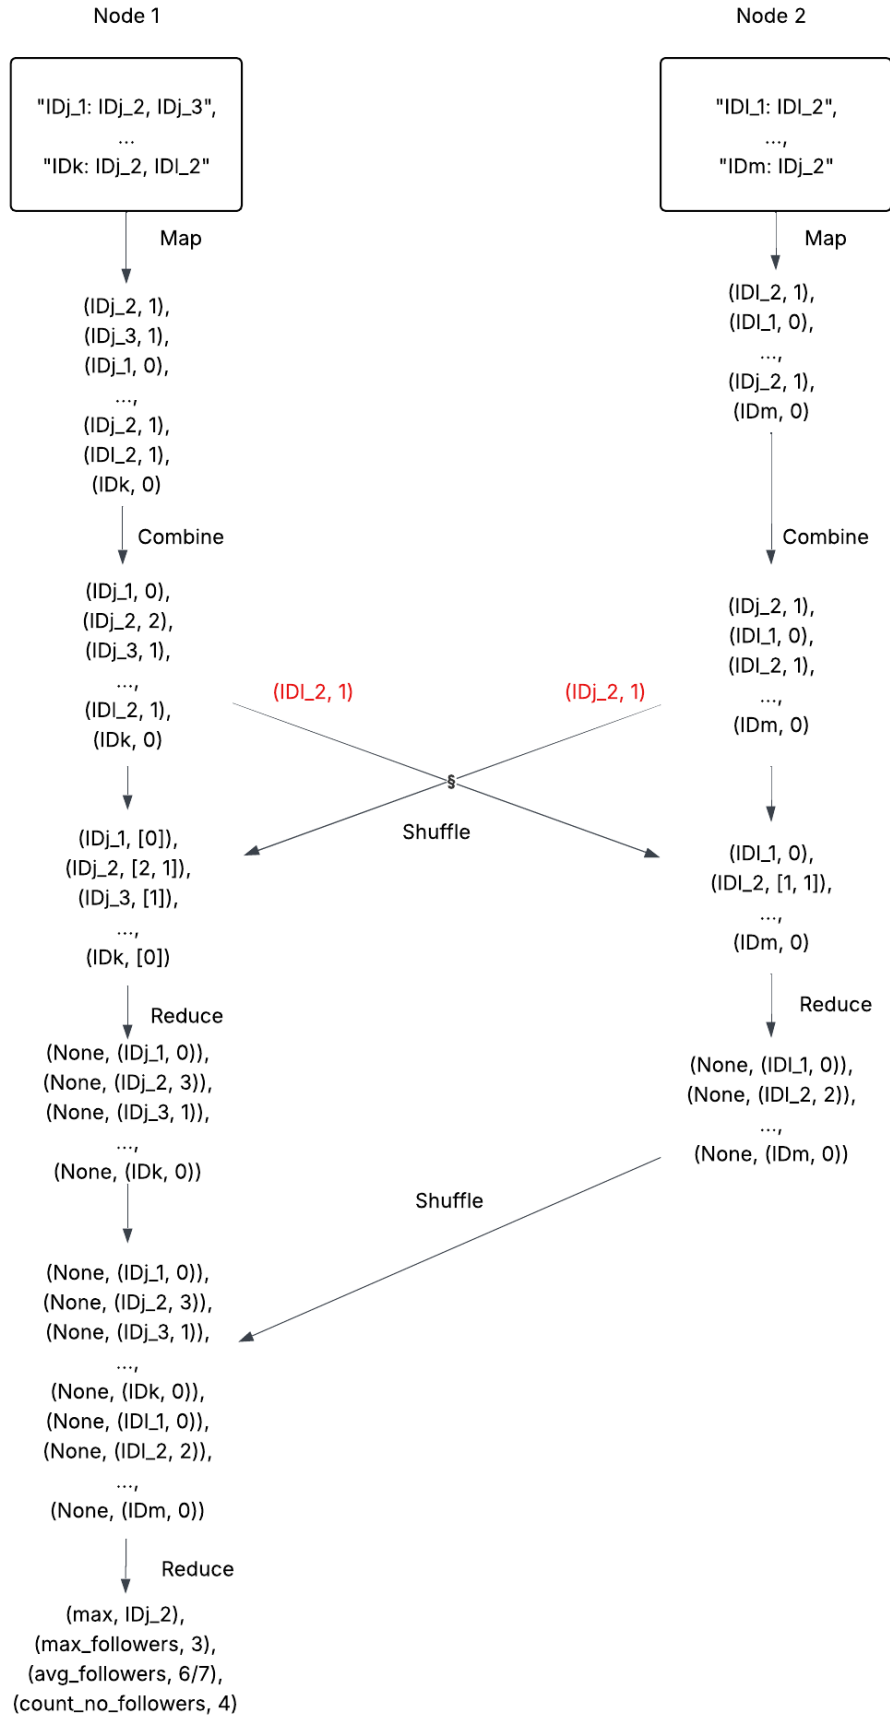 Node 1
Node 2
"IDj_1: IDj_2, IDj_3",
...
"IDk: IDj_2, IDl_2"
"IDl_1: IDl_2",
...,
"IDm: IDj_2"
Map
Map
(IDj_2, 1),
(IDj_3, 1),
(IDj_1, 0),
...,
(IDj_2, 1),
(IDl_2, 1),
(IDk, 0)
(IDl_2, 1),
(IDl_1, 0),
...,
(IDj_2, 1),
(IDm, 0)
Combine
Combine
(IDj_1, 0),
(IDj_2, 2),
(IDj_3, 1),
...,
(IDl_2, 1),
(IDk, 0)
(IDl_2, 1)
(IDj_2, 1)
(IDj_2, 1),
(IDl_1, 0),
(IDl_2, 1),
...,
(IDm, 0)
§
Shuffle
(IDj_1, [0]),
(IDj_2, [2, 1]),
(IDj_3, [1]),
...,
(IDk, [0])
(IDl_1, 0),
(IDl_2, [1, 1]),
...,
(IDm, 0)
Reduce
Reduce
(None, (IDj_1, 0)),
(None, (IDj_2, 3)),
(None, (IDj_3, 1)),
...,
(None, (IDk, 0))
(None, (IDl_1, 0)),
(None, (IDl_2, 2)),
...,
(None, (IDm, 0))
Shuffle
(None, (IDj_1, 0)),
(None, (IDj_2, 3)),
(None, (IDj_3, 1)),
...,
(None, (IDk, 0)),
(None, (IDl_1, 0)),
(None, (IDl_2, 2)),
...,
(None, (IDm, 0))
Reduce
(max, IDj_2),
(max_followers, 3),
(avg_followers, 6/7),
(count_no_followers, 4)